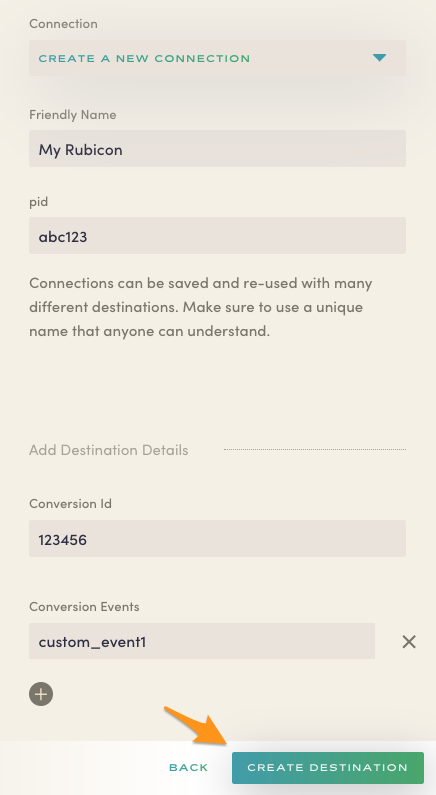 Connection
CREATE A NEW CONNECTION
Friendly Name
My Rubicon
pid
abc123
Connections can be saved and re-used with many
different destinations. Make sure to use a unique
name that anyone can understand.
Add Destination Details
Conversion Id
123456
Conversion Events
custom_event1
BACK CREATE DESTINATION